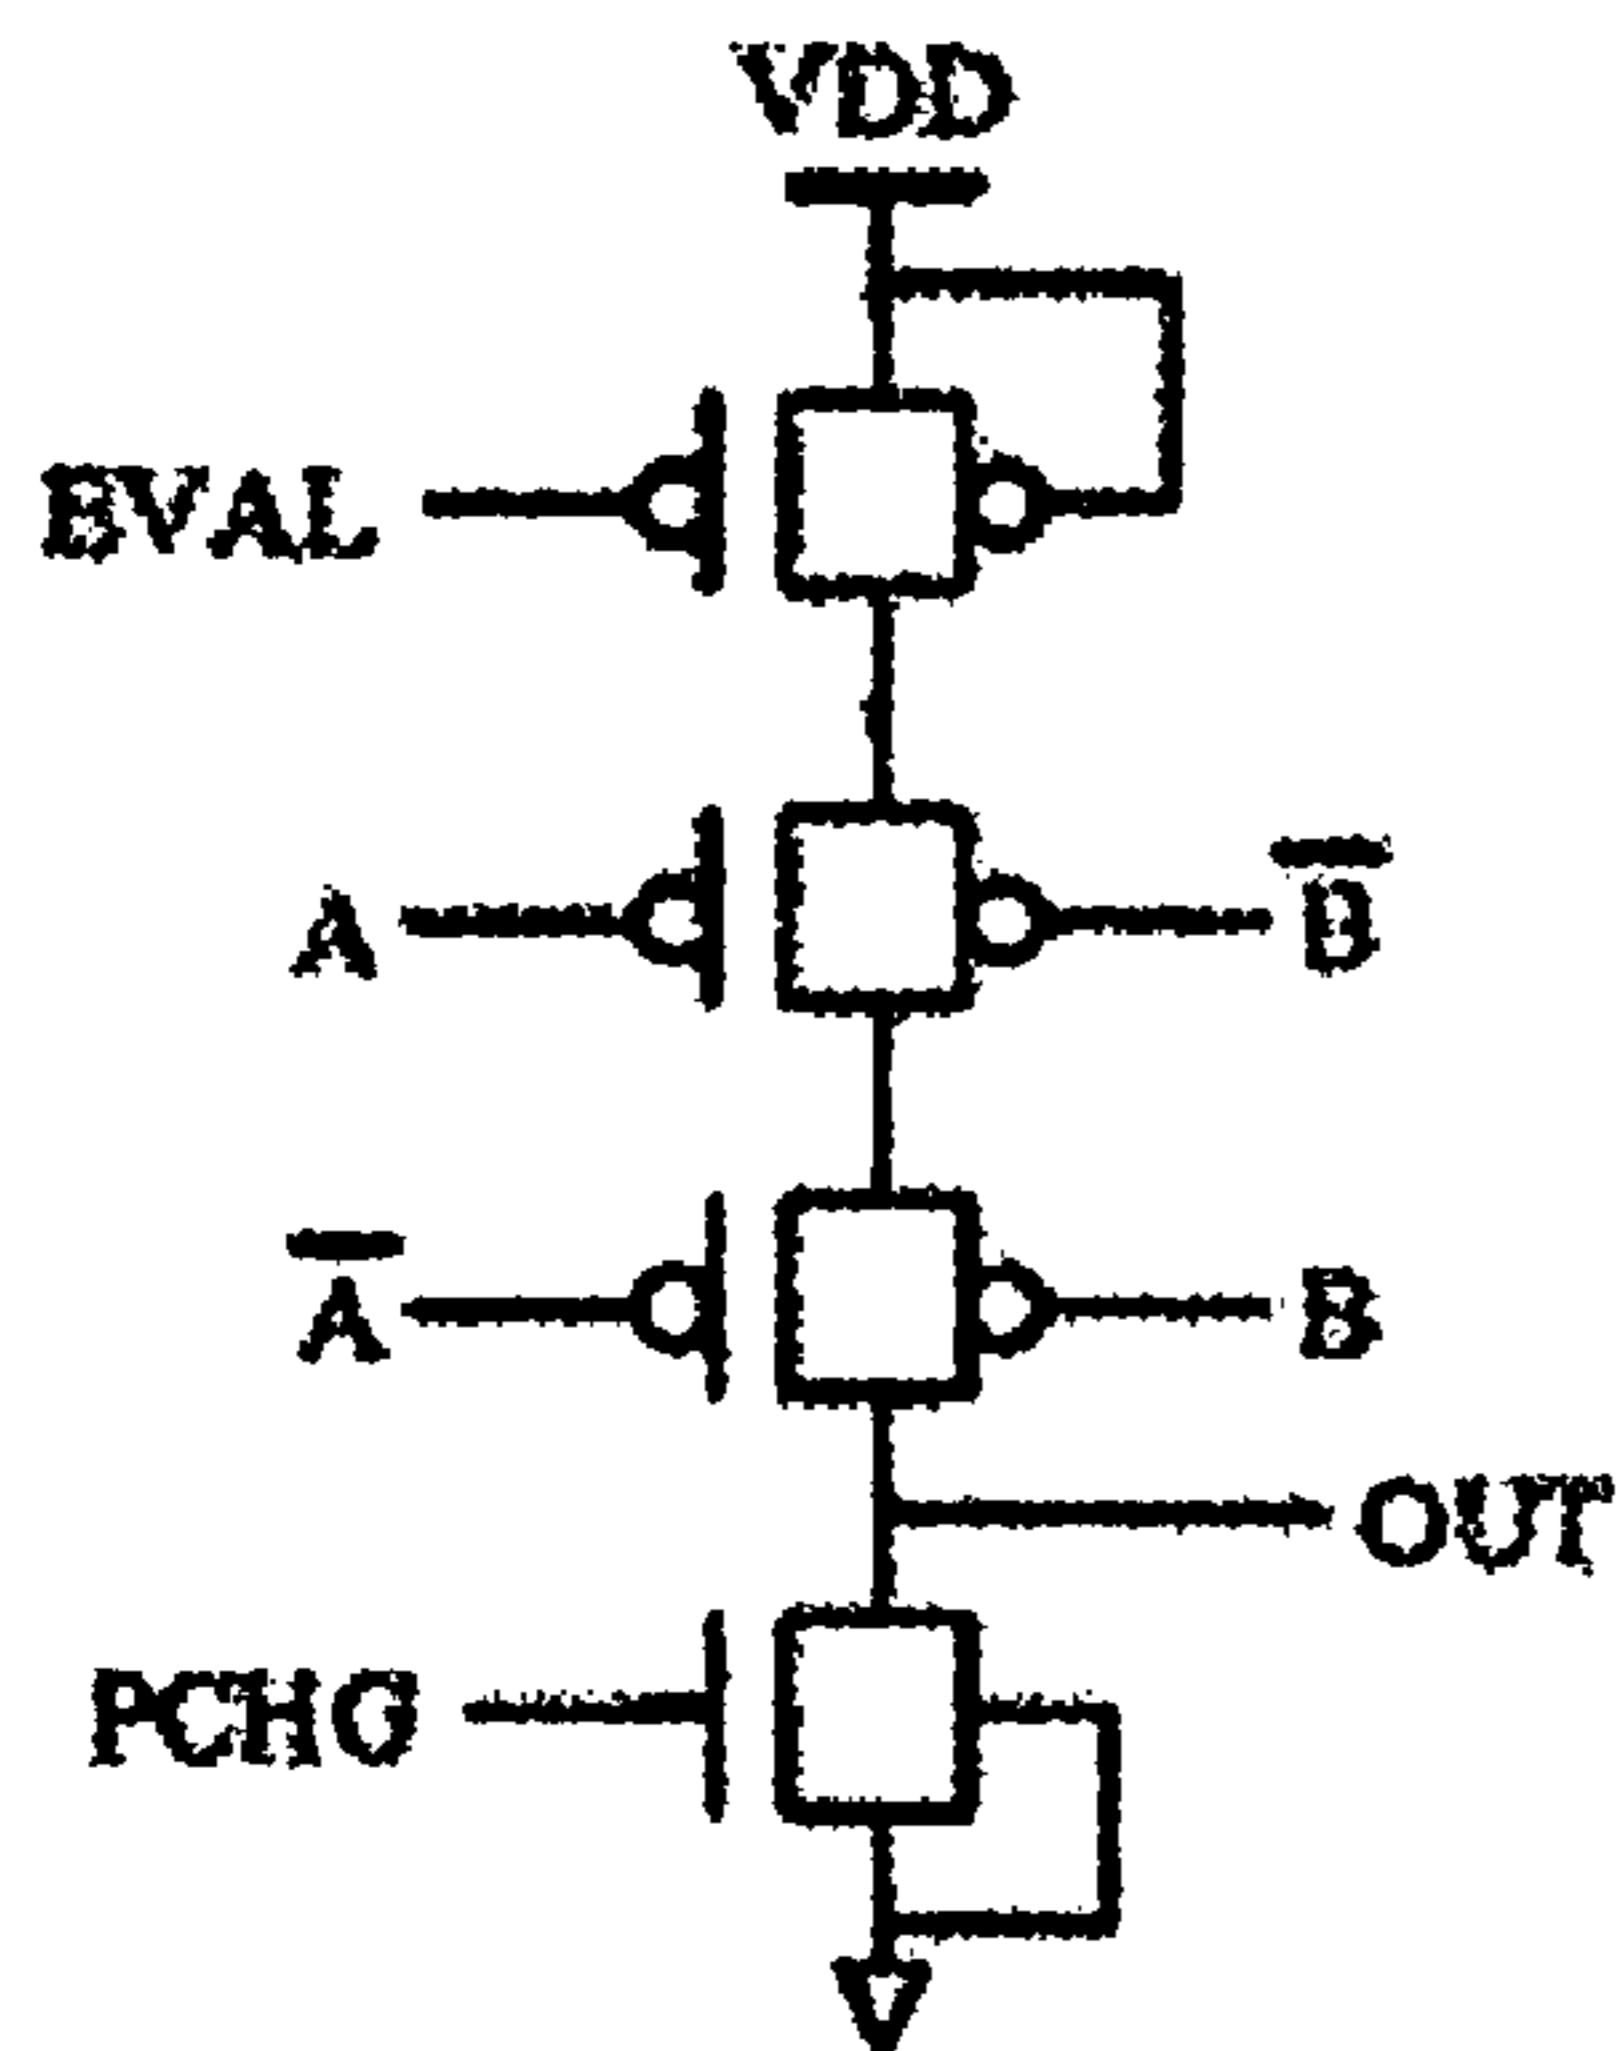 VDD
EVAL
A B̅
A̅ B
OUT
PCHG